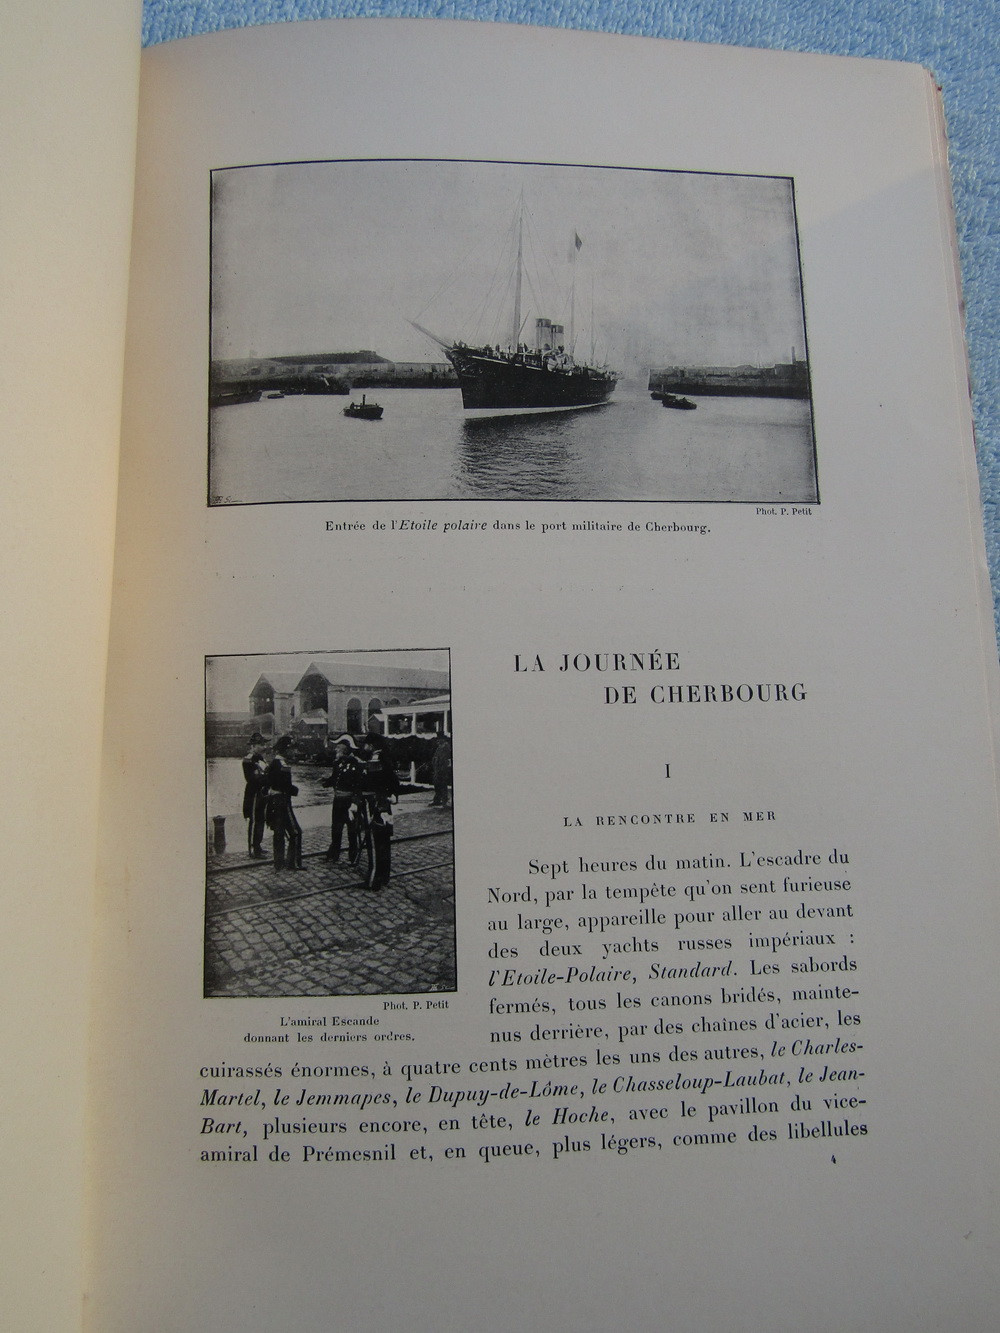 Phot. P. Petit
Entrée de l'Etoile polaire dans le port militaire de Cherbourg.
LA JOURNÉE
DE CHERBOURG
I
LA RENCONTRE EN MER
Sept heures du matin. L'escadre du
Nord, par la tempête qu'on sent furieuse
au large, appareille pour aller au devant
des deux yachts russes impériaux :
l'Etoile-Polaire, Standard. Les sabords
fermés, tous les canons bridés, mainte-
nus derrière, par des chaînes d'acier, les
Phot. P. Petit
L'amiral Escande
donnant les derniers ordres.
cuirassés énormes, à quatre cents mètres les uns des autres, le Charles-
Martel, le Jemmapes, le Dupuy-de-Lôme, le Chasseloup-Laubat, le Jean-
Bart, plusieurs encore, en tête, le Hoche, avec le pavillon du vice-
amiral de Prémesnil et, en queue, plus légers, comme des libellules
4